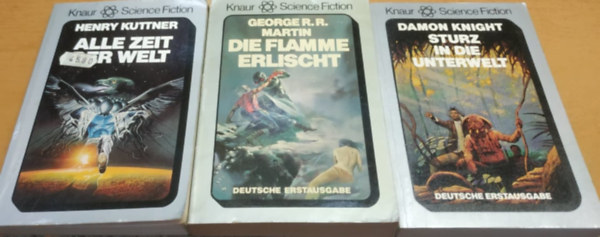 Knaur Science Fiction
HENRY KUTTNER
ALLE ZEIT
DER WELT
Knaur Science Fiction
GEORGE R. R.
MARTIN
DIE FLAMME
ERLISCHT
DEUTSCHE ERSTAUSGABE
Knaur Science Fiction
DAMON KNIGHT
STURZ
IN DIE
UNTERWELT
DEUTSCHE ERSTAUSGABE